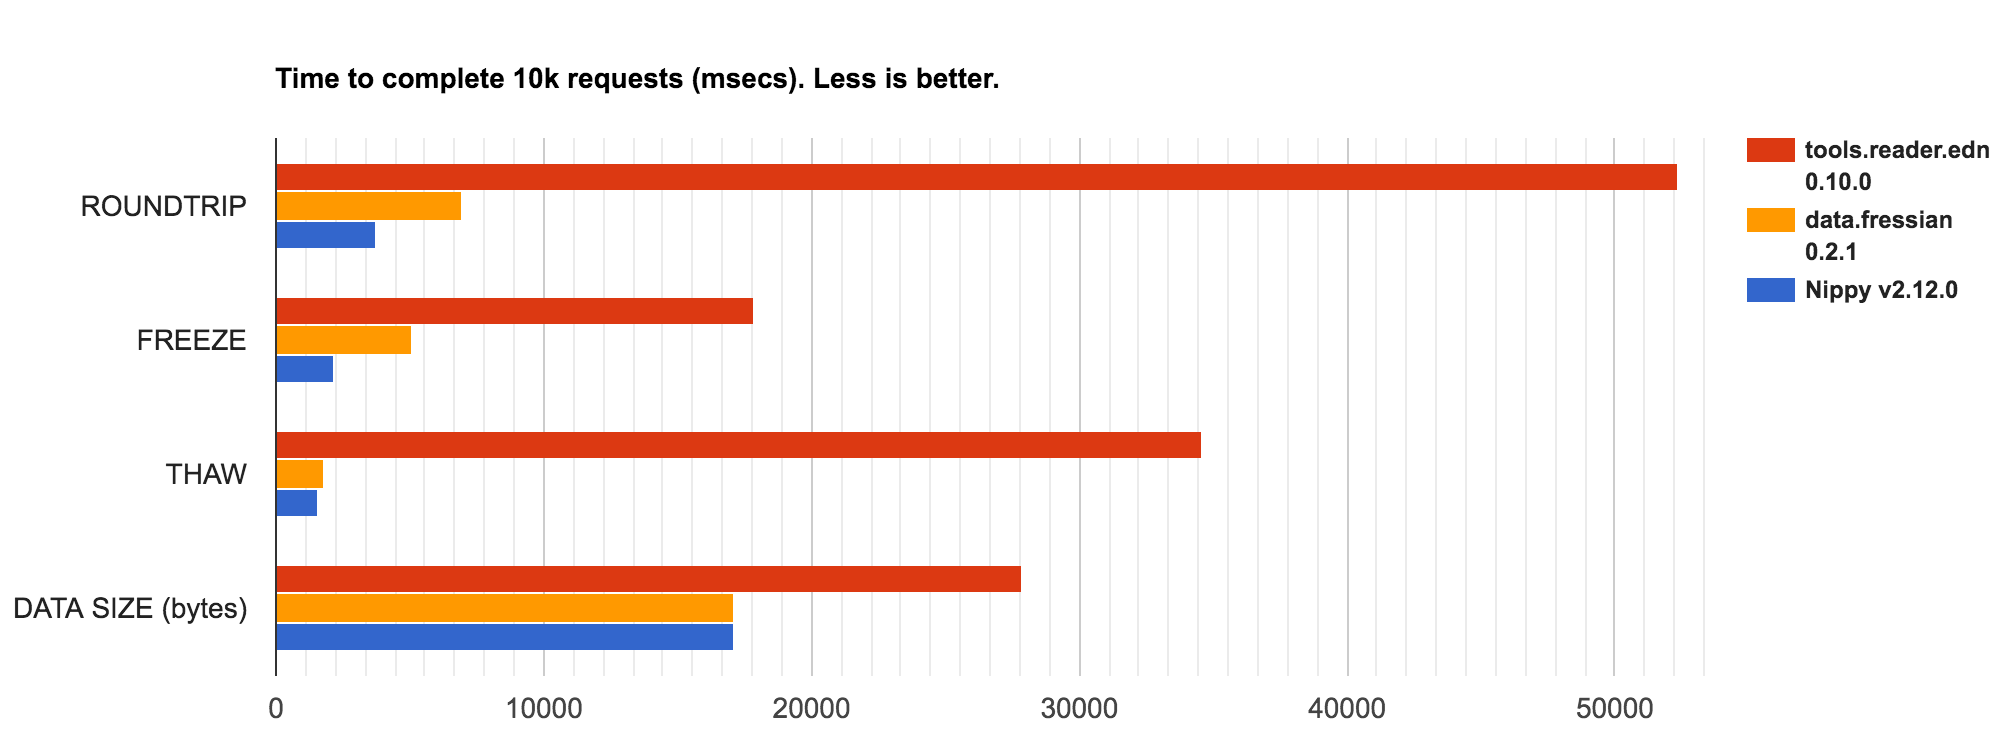 Time to complete 10k requests (msecs). Less is better.
tools.reader.edn
0.10.0
data.fressian
0.2.1
Nippy v2.12.0
ROUNDTRIP
FREEZE
THAW
DATA SIZE (bytes)
0 10000 20000 30000 40000 50000